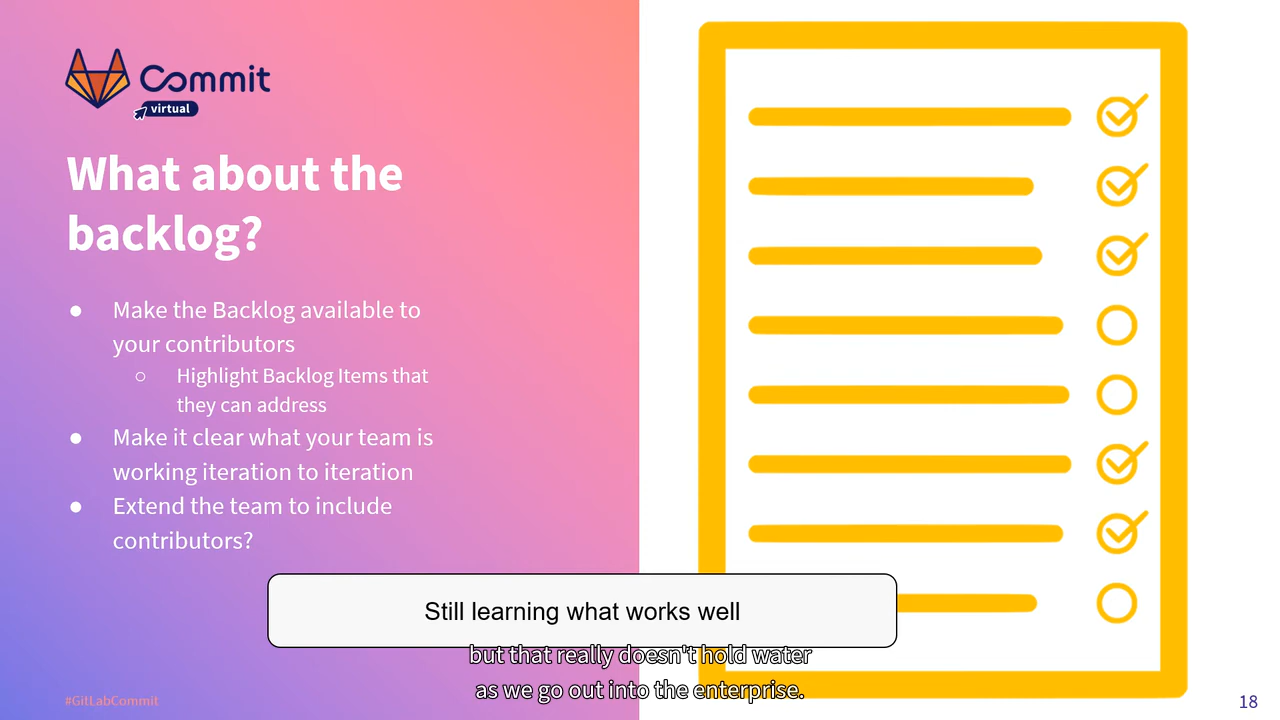 Commit
virtual
What about the
backlog?
● Make the Backlog available to
your contributors
○ Highlight Backlog Items that
they can address
● Make it clear what your team is
working iteration to iteration
● Extend the team to include
contributors?
Still learning what works well
but that really doesn't hold water
as we go out into the enterprise.
#GitLabCommit
18